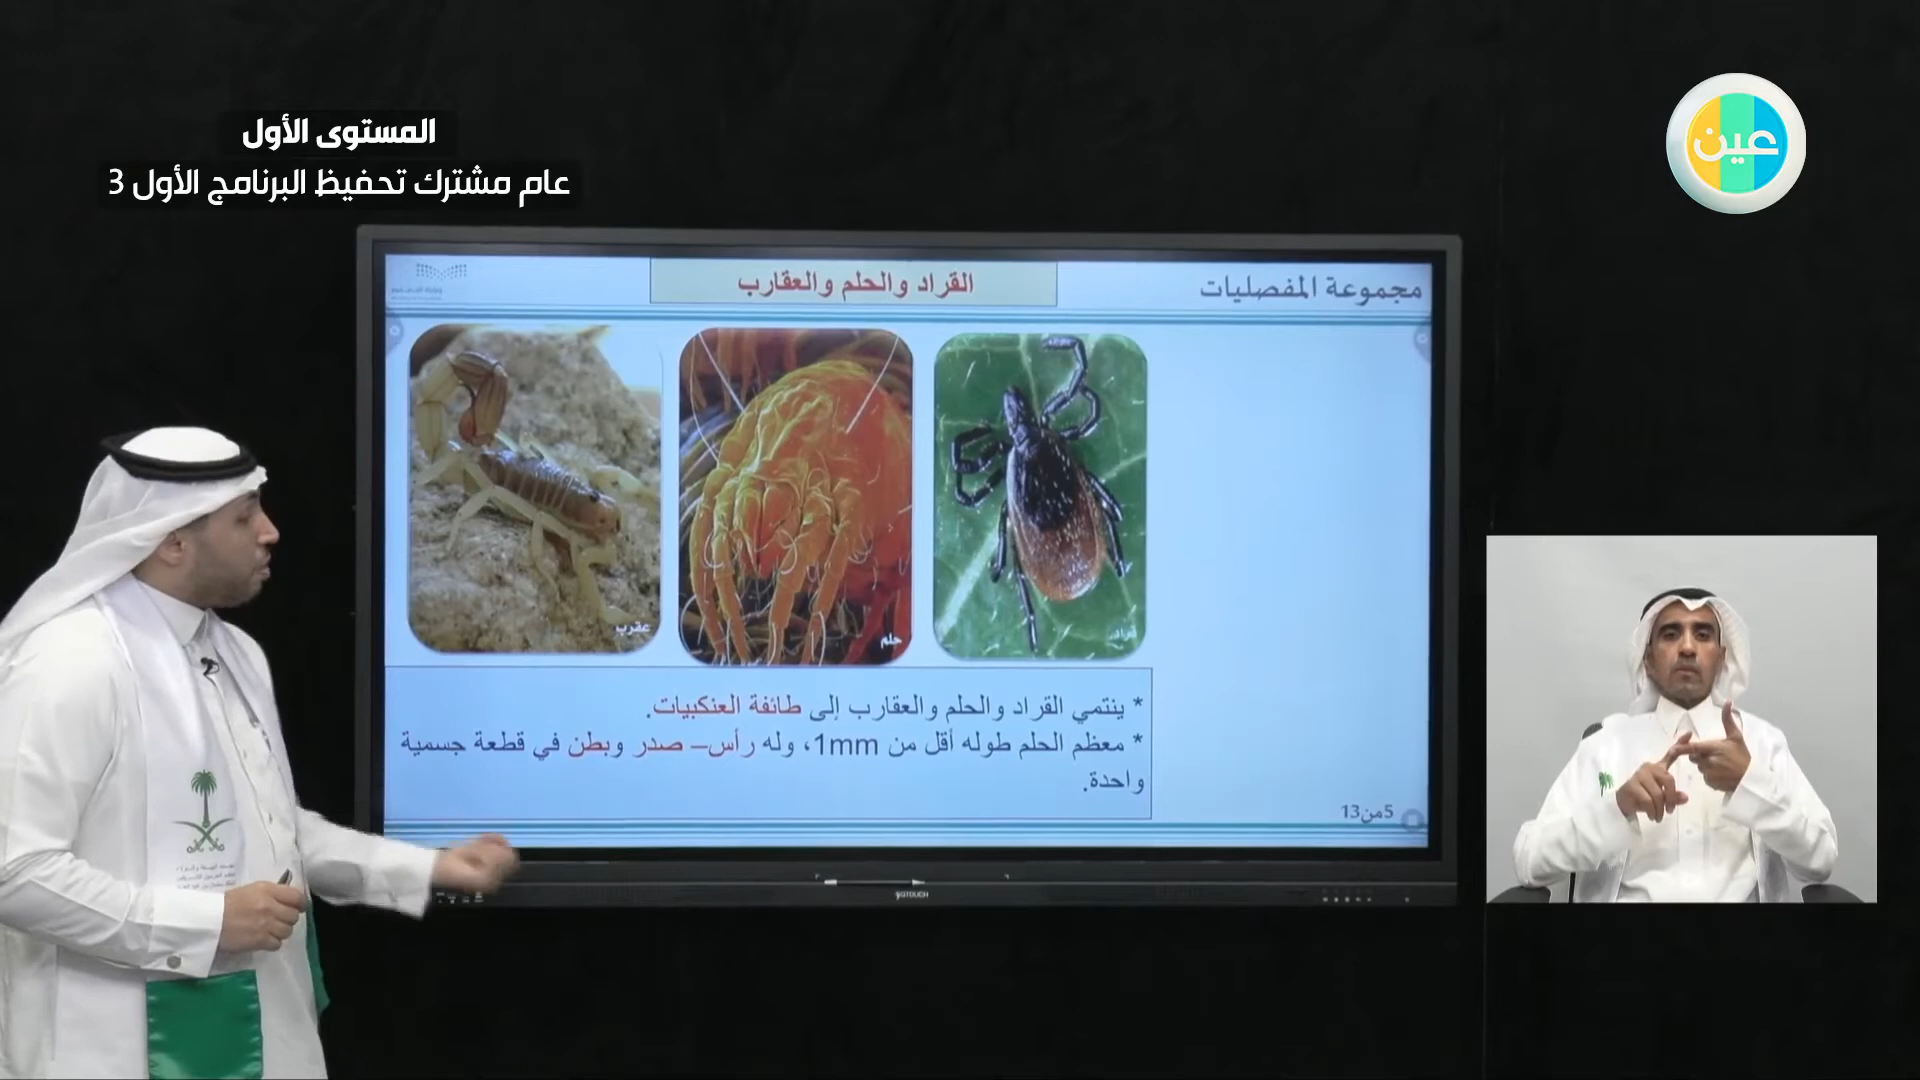 المستوى الأول
عام مشترك تحفيظ البرنامج الأول 3
عين
مجموعة المفصليات
القراد والحلم والعقارب
عقرب
حلم
قراد
* ينتمي القراد والحلم والعقارب إلى طائفة العنكبيات.
* معظم الحلم طوله أقل من 1mm، وله رأس– صدر وبطن في قطعة جسمية
واحدة.
5من13